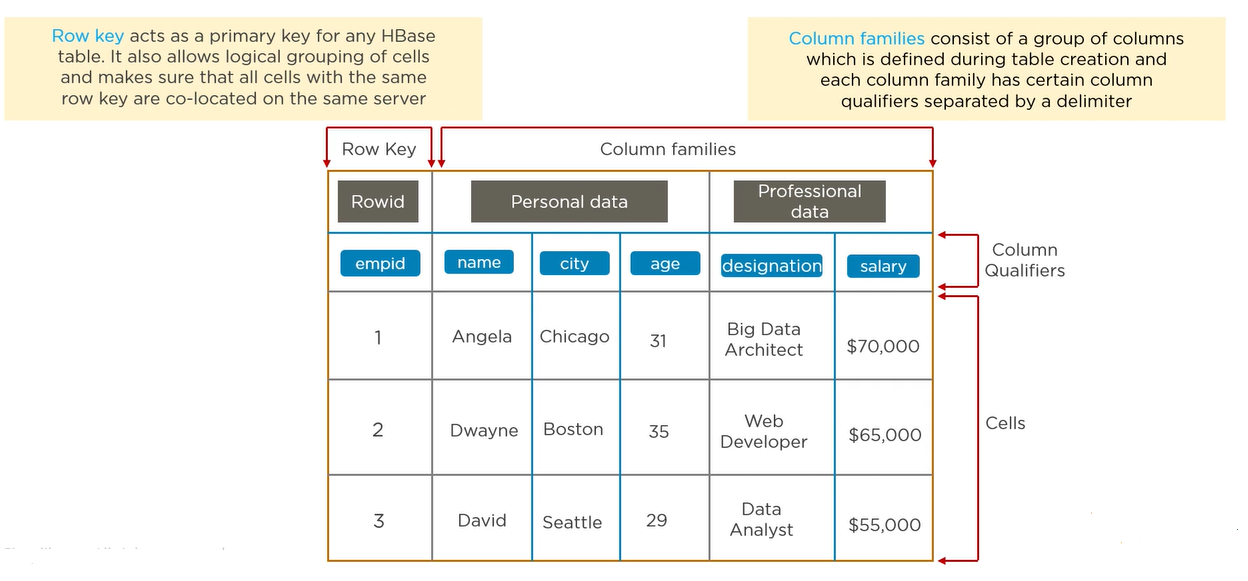 Row key acts as a primary key for any HBase
table. It also allows logical grouping of cells
and makes sure that all cells with the same
row key are co-located on the same server
Column families consist of a group of columns
which is defined during table creation and
each column family has certain column
qualifiers separated by a delimiter
Row Key
Column families
Rowid
Personal data
Professional
data
empid
name
city
age
designation
salary
Column
Qualifiers
1
Angela
Chicago
31
Big Data
Architect
$70,000
2
Dwayne
Boston
35
Web
Developer
$65,000
Cells
3
David
Seattle
29
Data
Analyst
$55,000